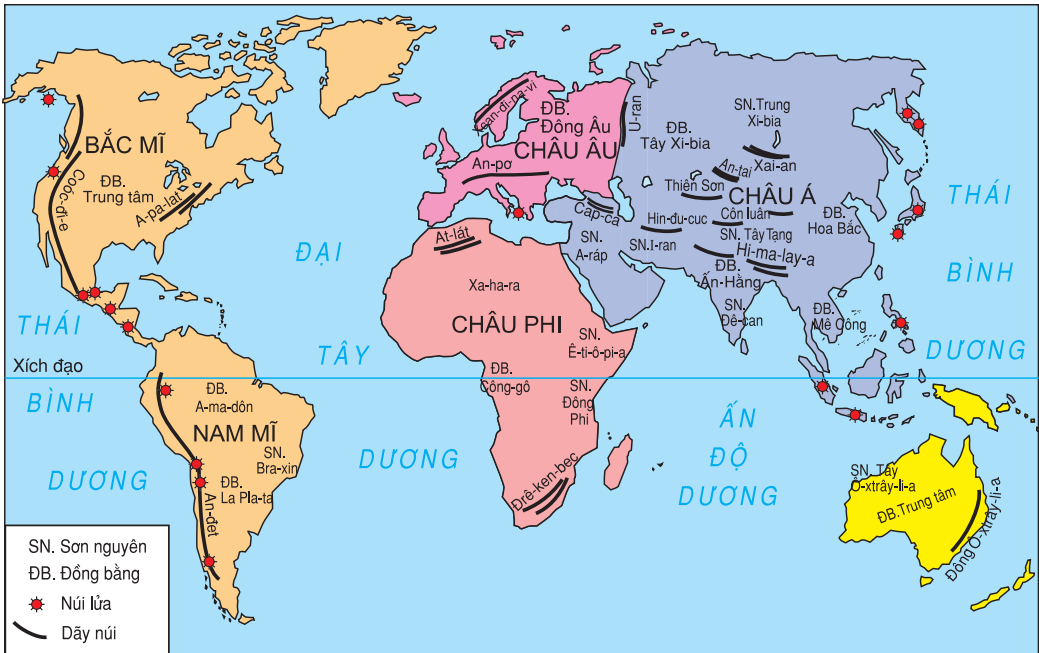 BẮC MĨ
ĐB.
Trung tâm
Coóc-đi-e
A-pa-lat
Xcan-đi-na-vi
ĐB.
Đông Âu
CHÂU ÂU
U-ran
An-pơ
Cap-ca
ĐB.
Tây Xi-bia
SN.Trung
Xi-bia
An-tai
Xai-an
Thiên Sơn
CHÂU Á
Hin-đu-cuc
Côn luân
ĐB.
Hoa Bắc
SN.
A-ráp
SN.I-ran
SN. Tây Tạng
Hi-ma-lay-a
ĐB.
Ấn-Hằng
SN.
Đê-can
ĐB.
Mê Công
At-lát
Xa-ha-ra
CHÂU PHI
SN.
Ê-ti-ô-pi-a
ĐB.
Công-gô
SN.
Đông
Phi
Đrê-ken-bec
ĐẠI
TÂY
DƯƠNG
THÁI
BÌNH
DƯƠNG
THÁI
Xích đạo
BÌNH
DƯƠNG
ĐB.
A-ma-dôn
NAM MĨ
SN.
Bra-xin
ĐB.
La Pla-ta
An-đet
ẤN
ĐỘ
DƯƠNG
SN. Tây
Ô-xtrây-li-a
ĐB.Trung tâm
Đông Ô-xtrây-li-a
SN. Sơn nguyên
ĐB. Đồng bằng
Núi lửa
Dãy núi